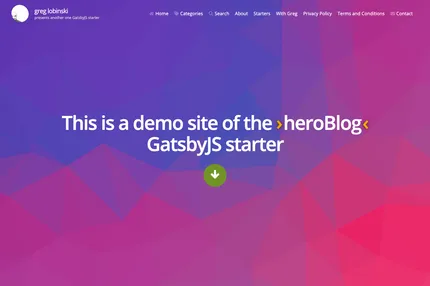 greg lobinski
presents another one GatsbyJS starter
Home Categories Search About Starters With Greg Privacy Policy Terms and Conditions Contact
This is a demo site of the ›heroBlog‹
GatsbyJS starter